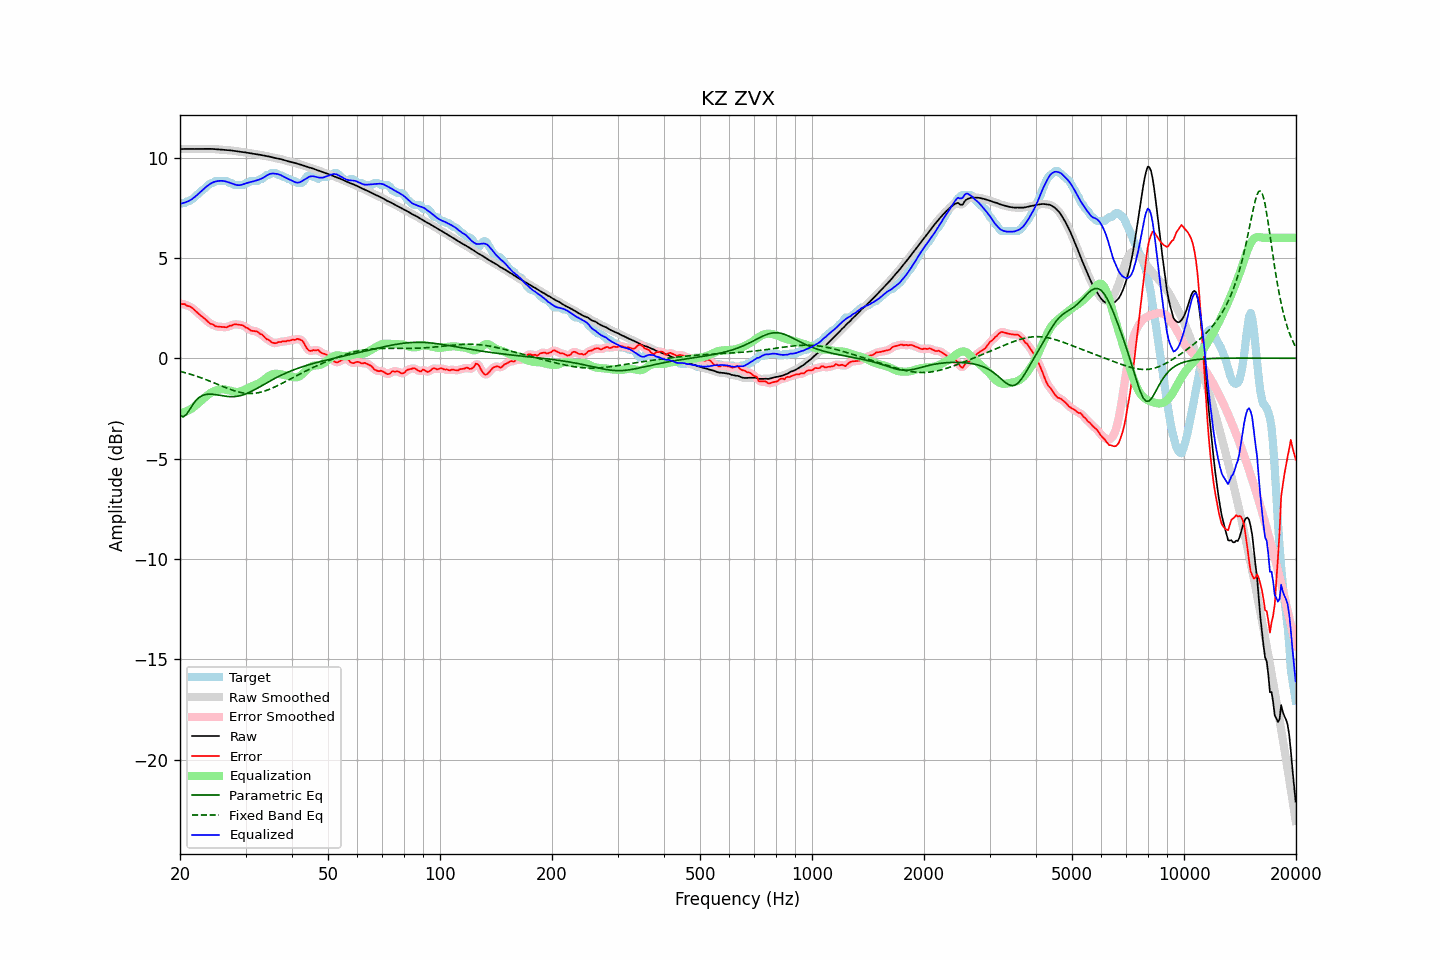 KZ ZVX
Amplitude (dBr)
10
5
0
−5
−10
−15
−20
Target
Raw Smoothed
Error Smoothed
Raw
Error
Equalization
Parametric Eq
Fixed Band Eq
Equalized
20 50 100 200 500 1000 2000 5000 10000 20000
Frequency (Hz)